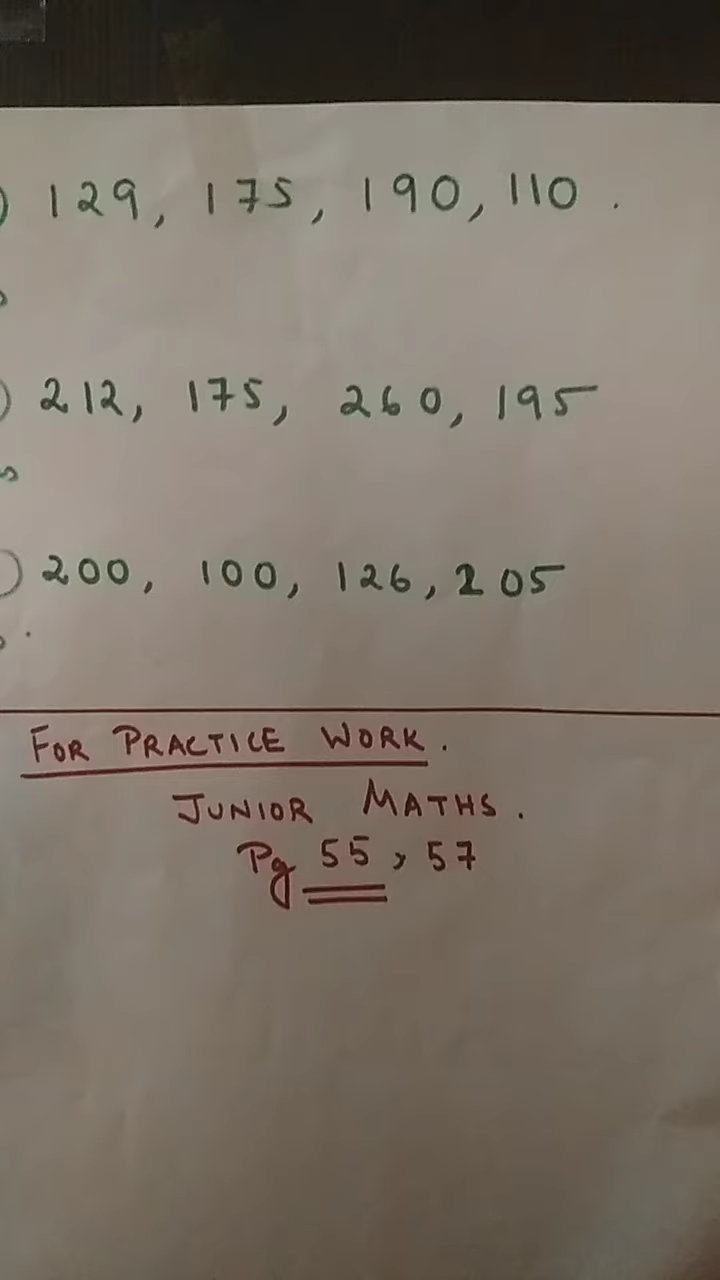 ) 129, 175, 190, 110 .
) 212, 175, 260, 195
) 200, 100, 126, 205
FOR PRACTICE WORK .
JUNIOR MATHS .
Pg 55, 57